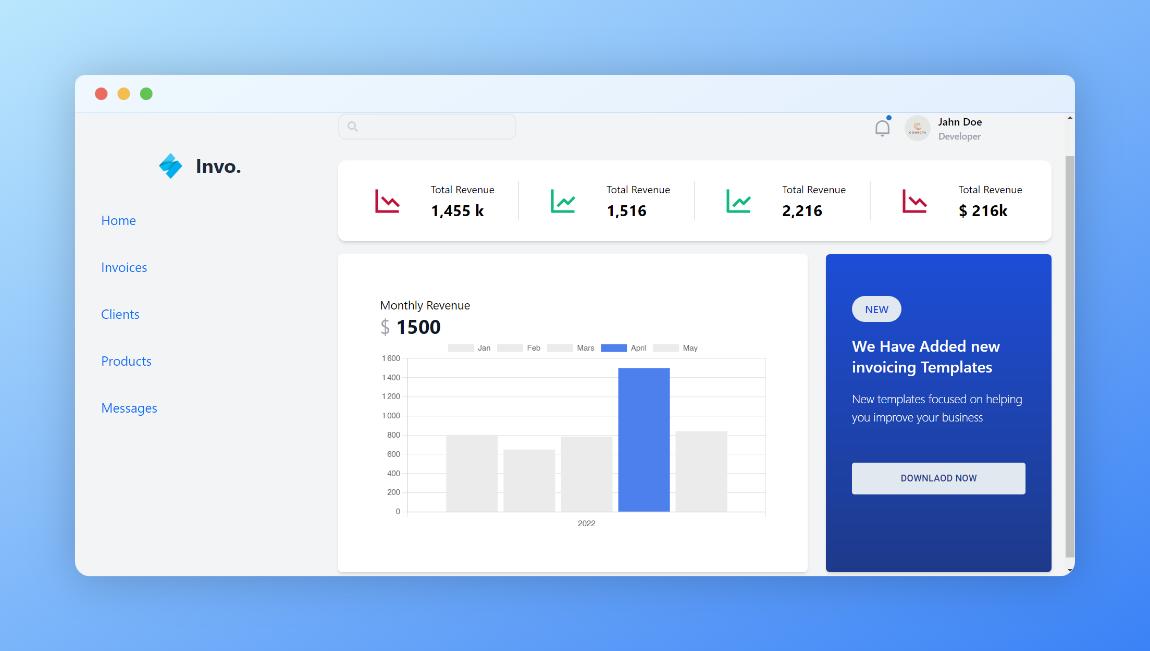 Jahn Doe
Developer
Invo.
Home
Invoices
Clients
Products
Messages
Total Revenue
1,455 k
Total Revenue
1,516
Total Revenue
2,216
Total Revenue
$ 216k
Monthly Revenue
$ 1500
Jan Feb Mars April May
1 600
1 400
1 200
1 000
800
600
400
200
0
2022
NEW
We Have Added new
invoicing Templates
New templates focused on helping
you improve your business
DOWNLAOD NOW